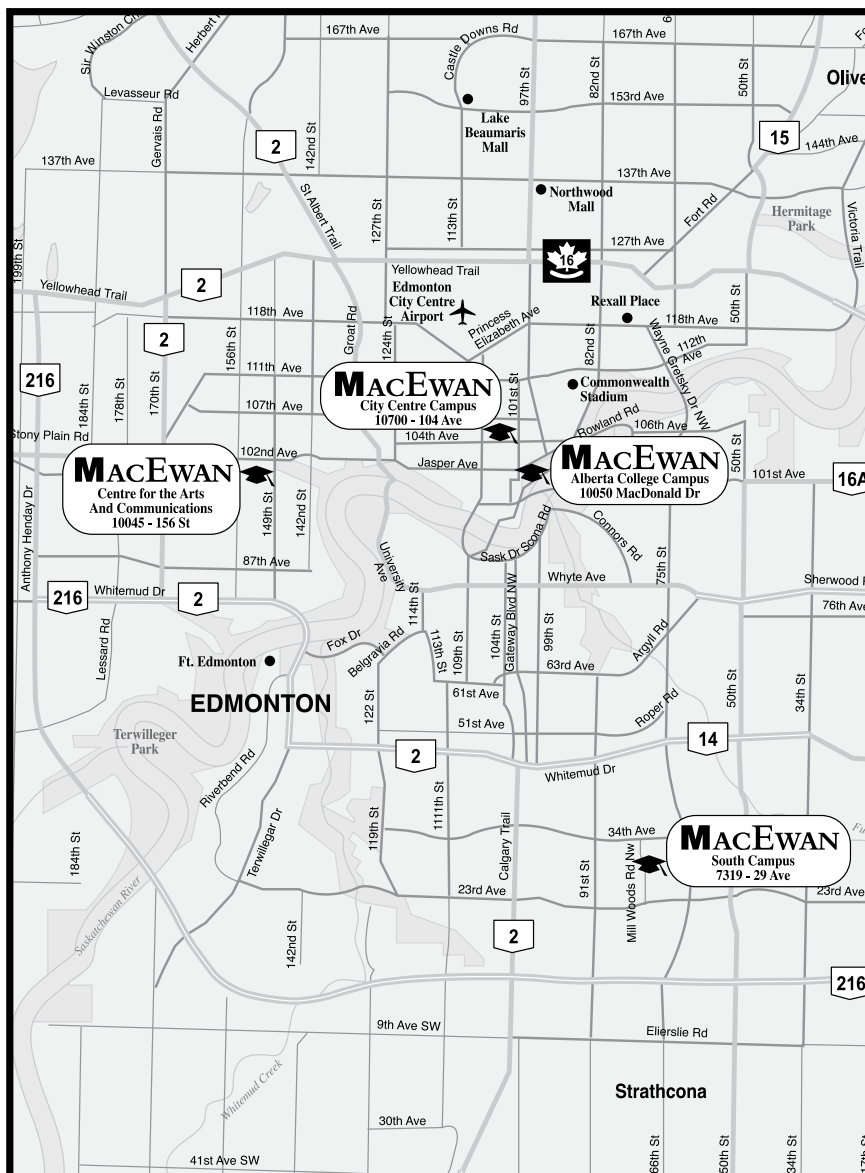 167th Ave
167th Ave
Herbert
Castle Downs Rd
97th St
82nd St
50th St
Olive
Levasseur Rd
153rd Ave
Lake
Beaumaris
Mall
15
Gervais Rd
2
142nd St
144th Ave
137th Ave
137th Ave
Northwood
Mall
St Albert Trail
127th St
113th St
Fort Rd
Hermitage
Park
Victoria Trail
199th St
127th Ave
16
Yellowhead Trail
Yellowhead Trail
2
Edmonton
City Centre
Airport
Rexall Place
118th Ave
Princess
Elizabeth Ave
118th Ave
50th St
2
156th St
Groat Rd
124th St
82nd St
Wayne Gretsky Dr NW
112th
Ave
216
111th Ave
184th St
178th St
170th St
MACEWAN
City Centre Campus
10700 - 104 Ave
101st St
Commonwealth
Stadium
107th Ave
Rowland Rd
106th Ave
Stony Plain Rd
104th Ave
102nd Ave
Jasper Ave
50th St
101st Ave
16A
MACEWAN
Centre for the Arts
And Communications
10045 - 156 St
MACEWAN
Alberta College Campus
10050 MacDonald Dr
149th St
142nd St
Anthony Henday Dr
Scona Rd
Connors Rd
Sask Dr
87th Ave
University
Ave
Whyte Ave
75th St
Sherwood
216
Whitemud Dr
2
76th Ave
114th St
Gateway Blvd NW
Lessard Rd
Fox Dr
Belgravia Rd
113th St
109th St
104th St
99th St
Argyll Rd
Ft. Edmonton
63rd Ave
EDMONTON
61st Ave
122 St
50th St
34th St
51st Ave
Roper Rd
Terwilleger
Park
2
14
Whitemud Dr
Riverbend Rd
Terwillegar Dr
119th St
1111th St
Calgary Trail
34th Ave
MACEWAN
South Campus
7319 - 29 Ave
184th St
91st St
Mill Woods Rd Nw
23rd Ave
23rd Ave
Saskatchewan River
142nd St
2
216
9th Ave SW
Elierslie Rd
Whitemud Creek
Strathcona
30th Ave
41st Ave SW
66th St
50th St
34th St